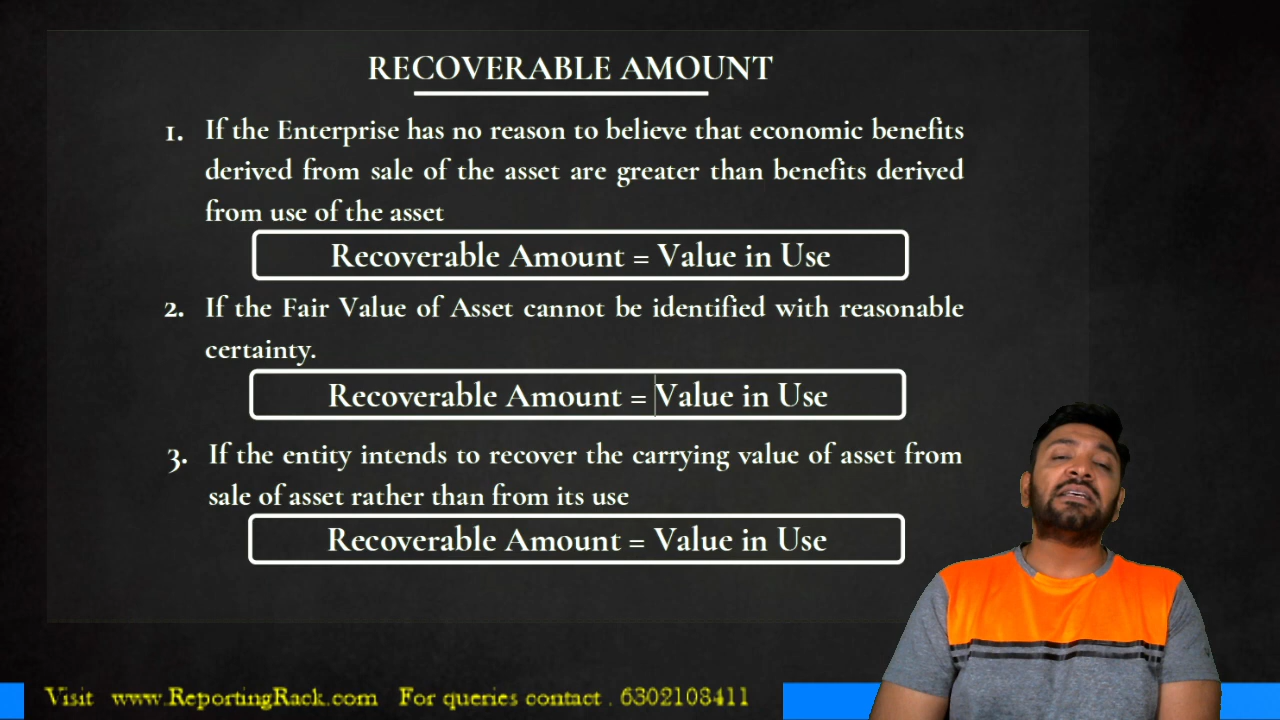 RECOVERABLE AMOUNT
1. If the Enterprise has no reason to believe that economic benefits
derived from sale of the asset are greater than benefits derived
from use of the asset
Recoverable Amount = Value in Use
2. If the Fair Value of Asset cannot be identified with reasonable
certainty.
Recoverable Amount = Value in Use
3. If the entity intends to recover the carrying value of asset from
sale of asset rather than from its use
Recoverable Amount = Value in Use
Visit www.ReportingRack.com For queries contact . 6302108411